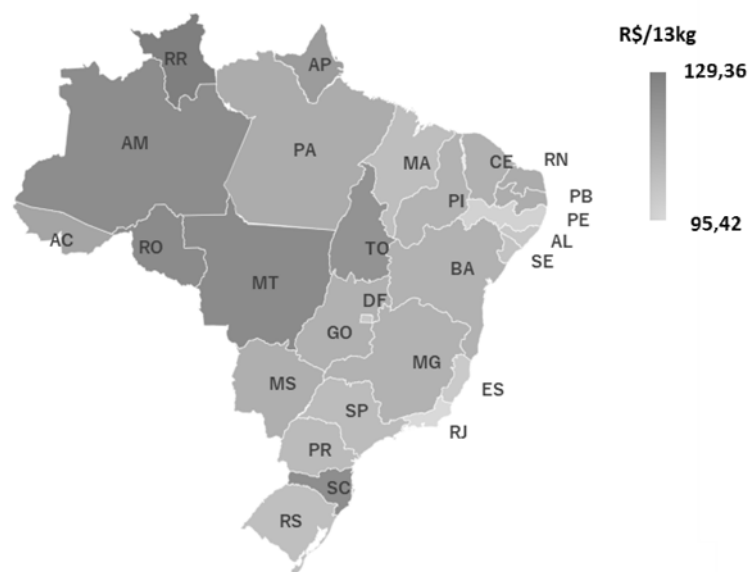 R$/13kg
129,36
95,42
RR
AP
AM
PA
MA
CE
RN
PB
PI
PE
AL
SE
AC
RO
TO
BA
MT
DF
GO
MG
MS
ES
SP
RJ
PR
SC
RS